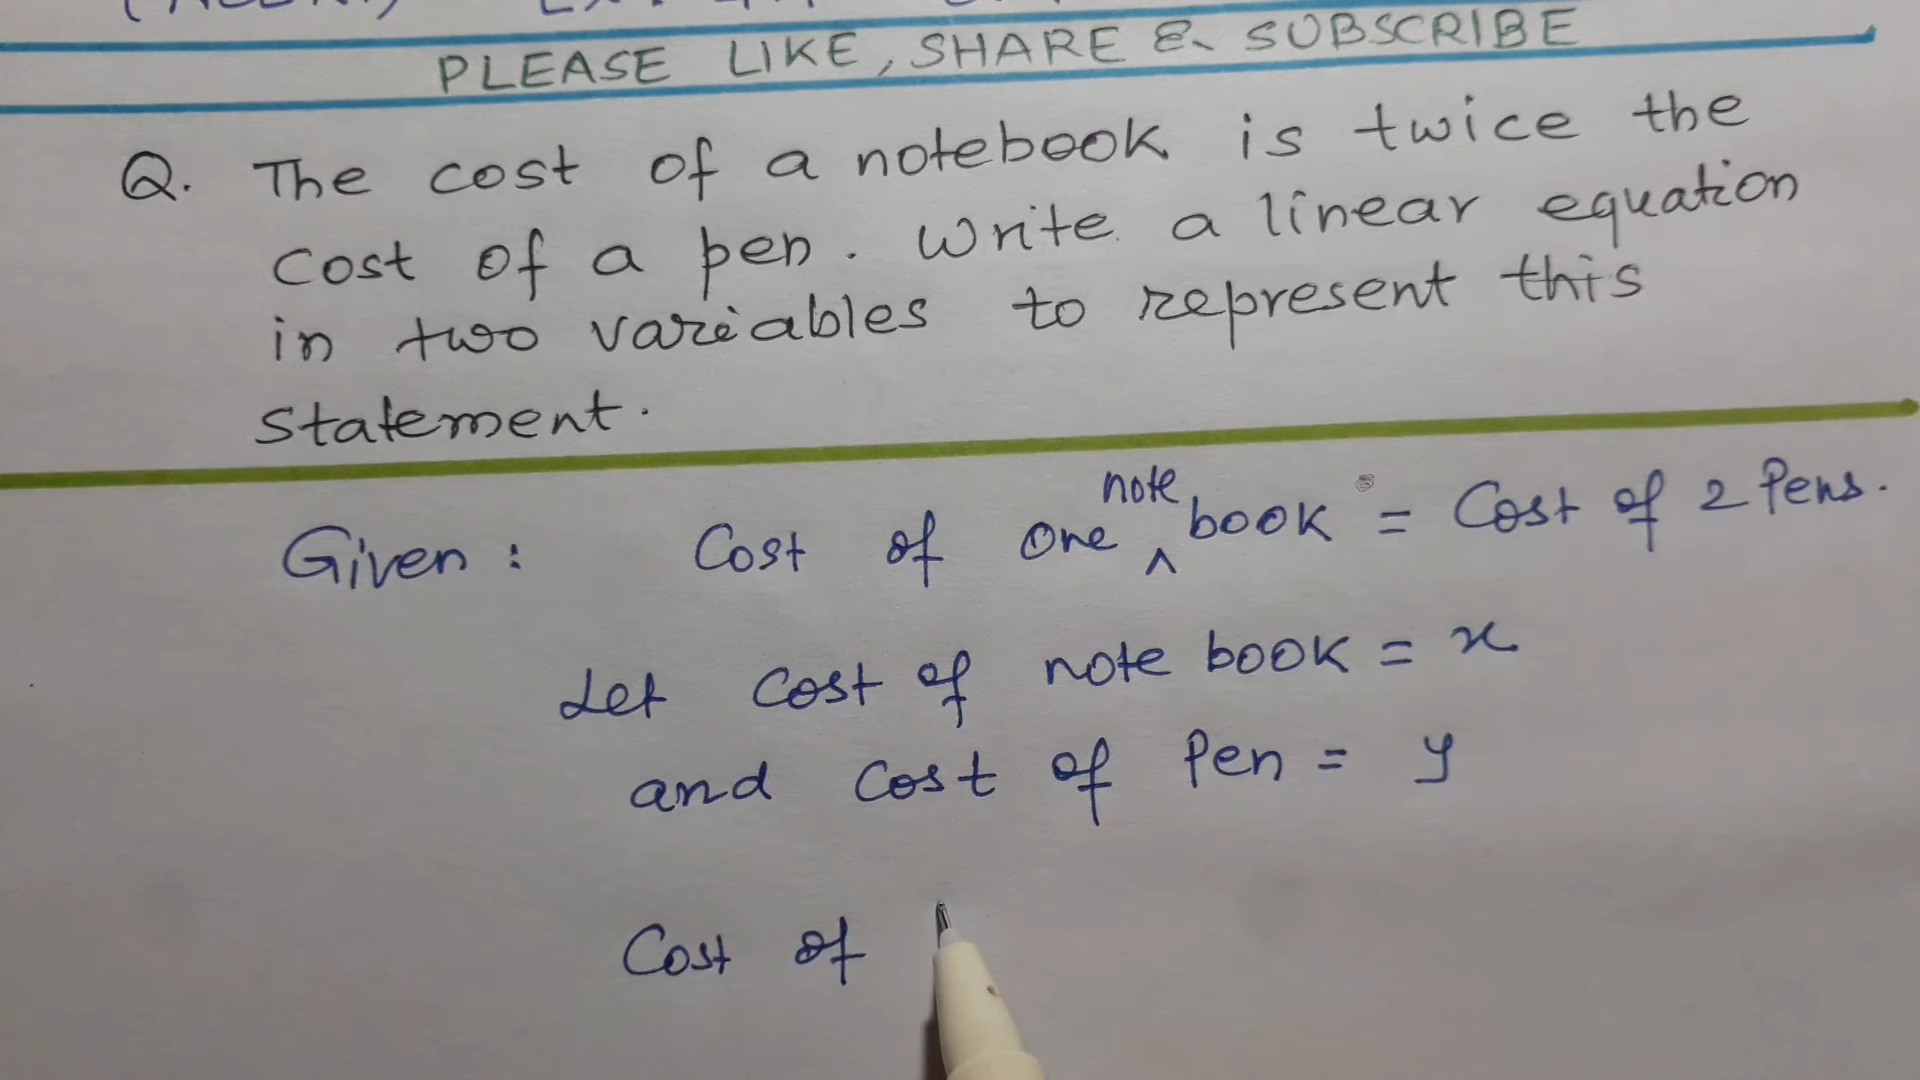 PLEASE LIKE, SHARE & SUBSCRIBE
Q. The cost of a notebook is twice the
cost of a pen. Write a linear equation
in two variables to represent this
statement.
Given: Cost of one note book = Cost of 2 Pens.
Let cost of note book = x
and cost of Pen = y
Cost of